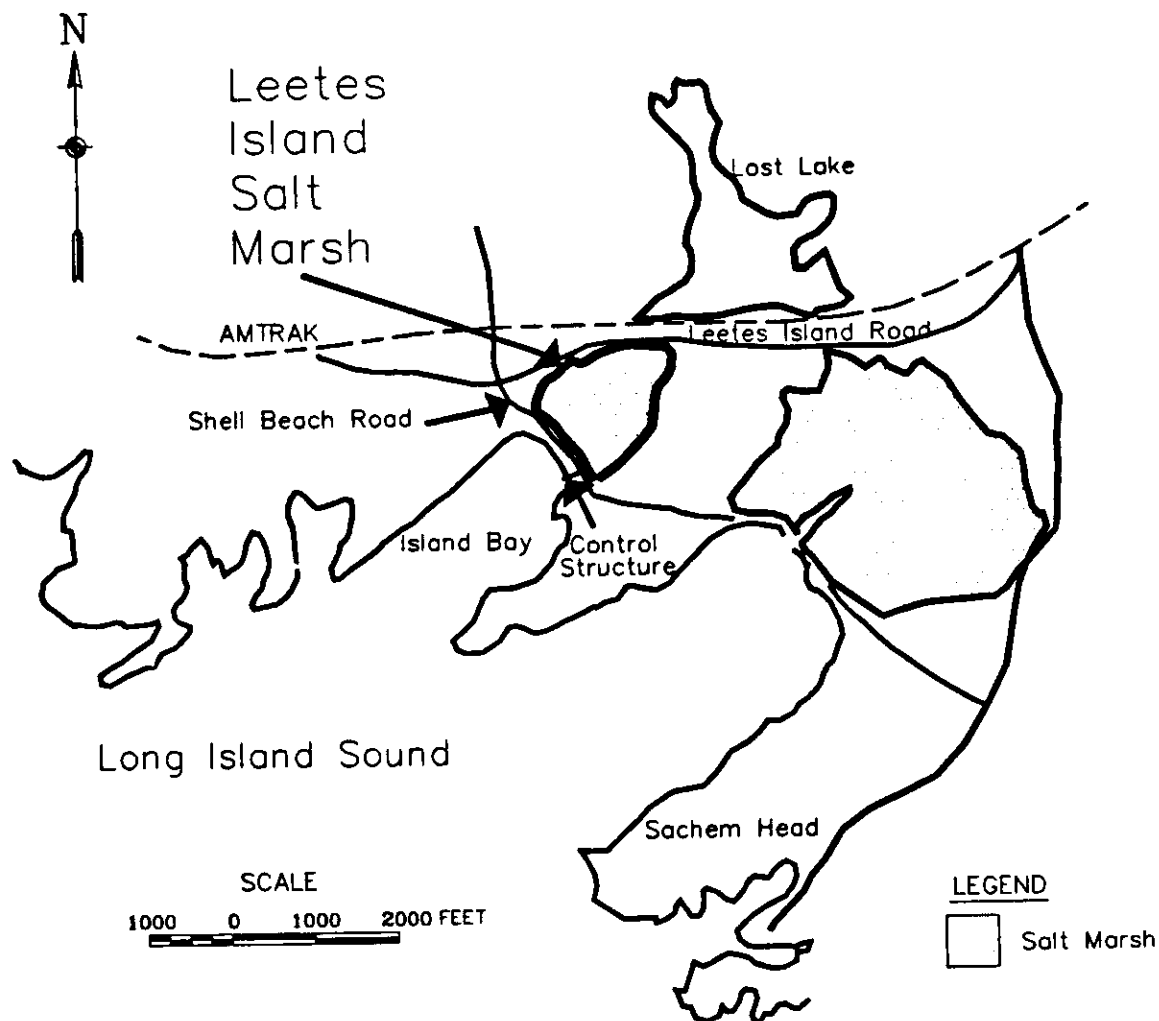 N
Leetes
Island
Salt
Marsh
Lost Lake
AMTRAK
Leetes Island Road
Shell Beach Road
Island Bay
Control
Structure
Long Island Sound
Sachem Head
SCALE
1000 0 1000 2000 FEET
LEGEND
Salt Marsh